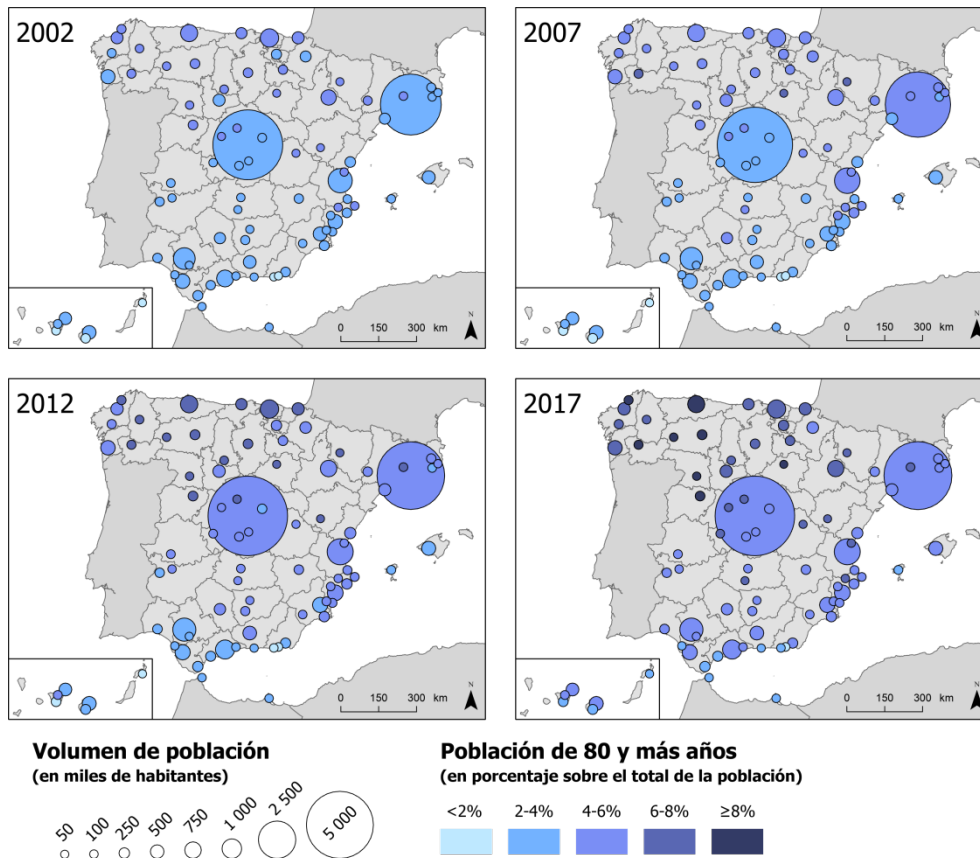 2002
2007
N
0 150 300 km
N
0 150 300 km
2012
2017
N
0 150 300 km
N
0 150 300 km
Volumen de población
(en miles de habitantes)
50 100 250 500 750 1 000 2 500 5 000
Población de 80 y más años
(en porcentaje sobre el total de la población)
<2% 2-4% 4-6% 6-8% ≥8%